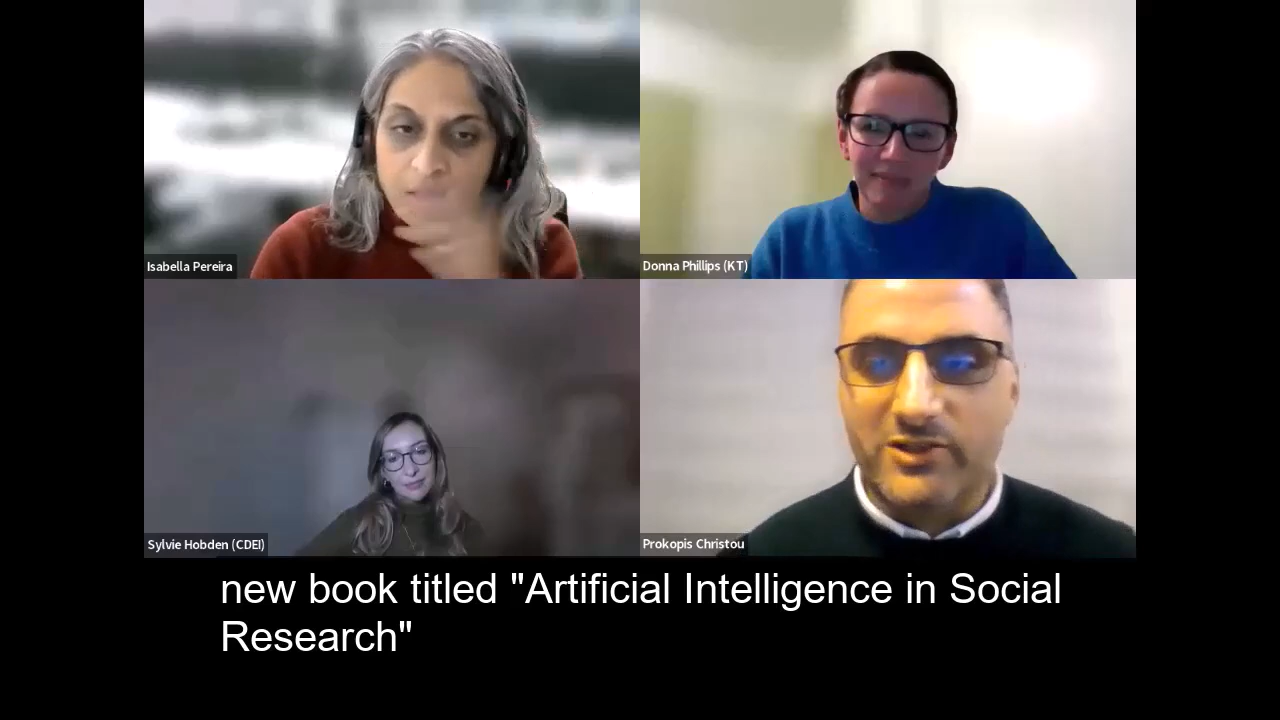 Isabella Pereira
Donna Phillips (KT)
Sylvie Hobden (CDEI)
Prokopis Christou
new book titled "Artificial Intelligence in Social
Research"